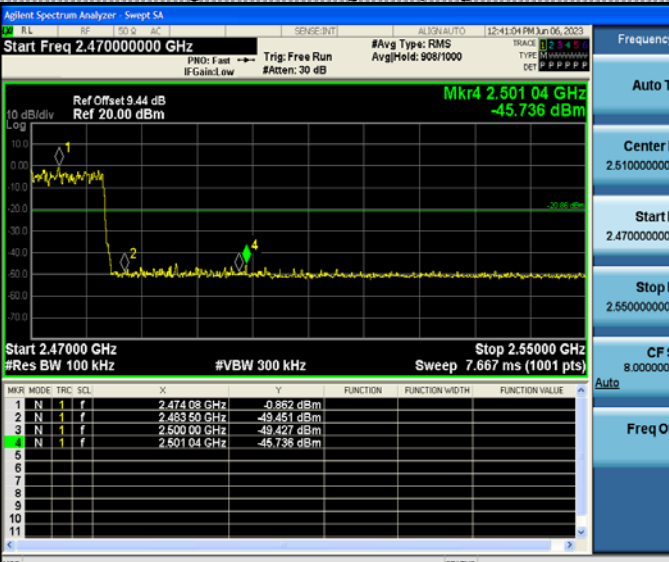 Agilent Spectrum Analyzer - Swept SA
RL RF 50 Ω AC SENSE:INT ALIGNAUTO 12:41:04 PM Jun 06, 2023
Start Freq 2.470000000 GHz
PNO: Fast
IFGain:Low
Trig: Free Run
#Atten: 30 dB
#Avg Type: RMS
Avg|Hold: 908/1000
TRACE 1 2 3 4 5 6
TYPE M
DET P P P P P P
Mkr4 2.501 04 GHz
-45.736 dBm
Ref Offset 9.44 dB
Ref 20.00 dBm
10 dB/div
Log
10.0
0.00
-10.0
-20.0
-30.0
-40.0
-50.0
-60.0
-70.0
1
2
4
-20.86 dBm
Start 2.47000 GHz
Stop 2.55000 GHz
#Res BW 100 kHz
#VBW 300 kHz
Sweep 7.667 ms (1001 pts)
MKR MODE TRC SCL X Y FUNCTION FUNCTION WIDTH FUNCTION VALUE
1 N 1 f 2.474 08 GHz -0.862 dBm
2 N 1 f 2.483 50 GHz -49.451 dBm
3 N 1 f 2.500 00 GHz -49.427 dBm
4 N 1 f 2.501 04 GHz -45.736 dBm
5
6
7
8
9
10
11
Frequency
Auto T
Center
2.51000000
Start
2.47000000
Stop
2.55000000
CF S
8.000000
Auto
Freq O